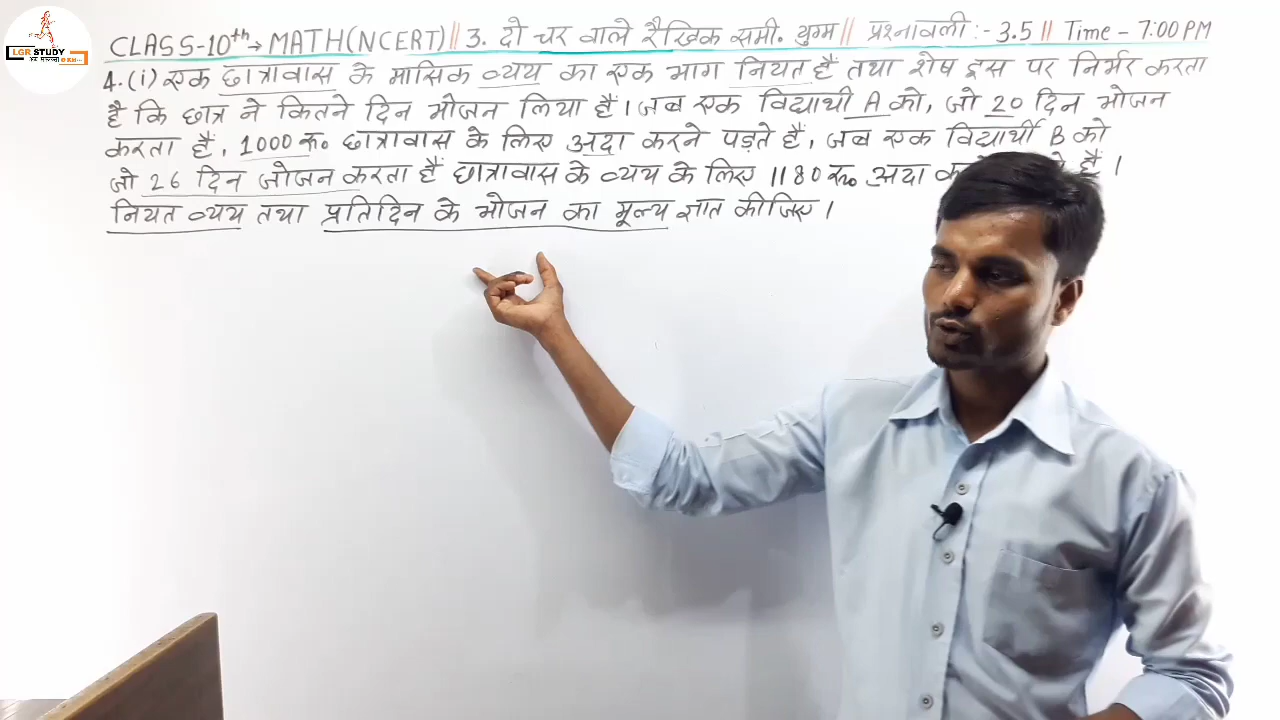 LGR STUDY
CLASS-10th → MATH(NCERT) || 3. दो चर वाले रैखिक समी. युग्म || प्रश्नावली :- 3.5 || Time - 7:00 PM
4.(i) एक छात्रावास के मासिक व्यय का एक भाग नियत है तथा शेष इस पर निर्भर करता
है कि छात्र ने कितने दिन भोजन लिया है। जब एक विद्यार्थी A को, जो 20 दिन भोजन
करता है, 1000 रू० छात्रावास के लिए अदा करने पड़ते हैं, जब एक विद्यार्थी B को
जो 26 दिन जोजन करता है छात्रावास के व्यय के लिए 1180 रू० अदा हैं ।
नियत व्यय तथा प्रतिदिन के भोजन का मूल्य ज्ञात कीजिए।